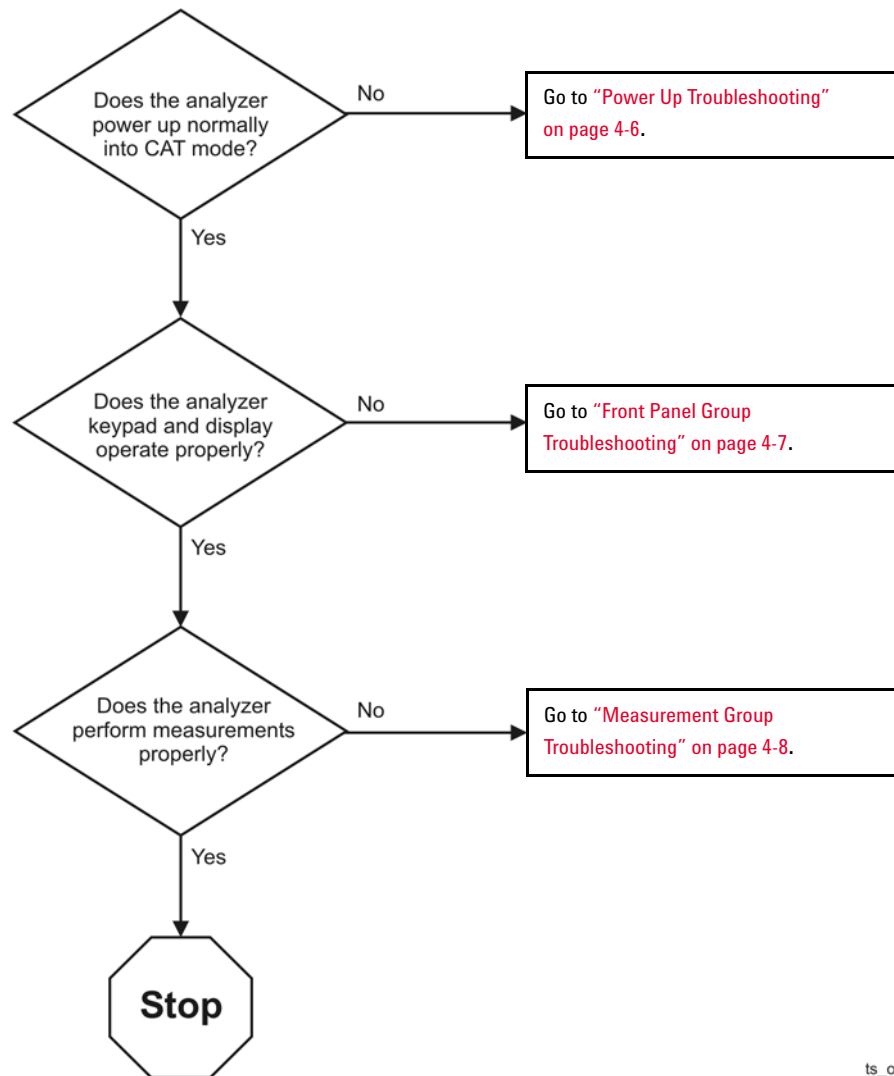 Does the analyzer
power up normally
into CAT mode?
No
Go to “Power Up Troubleshooting”
on page 4-6.
Yes
Does the analyzer
keypad and display
operate properly?
No
Go to “Front Panel Group
Troubleshooting” on page 4-7.
Yes
Does the analyzer
perform measurements
properly?
No
Go to “Measurement Group
Troubleshooting” on page 4-8.
Yes
Stop